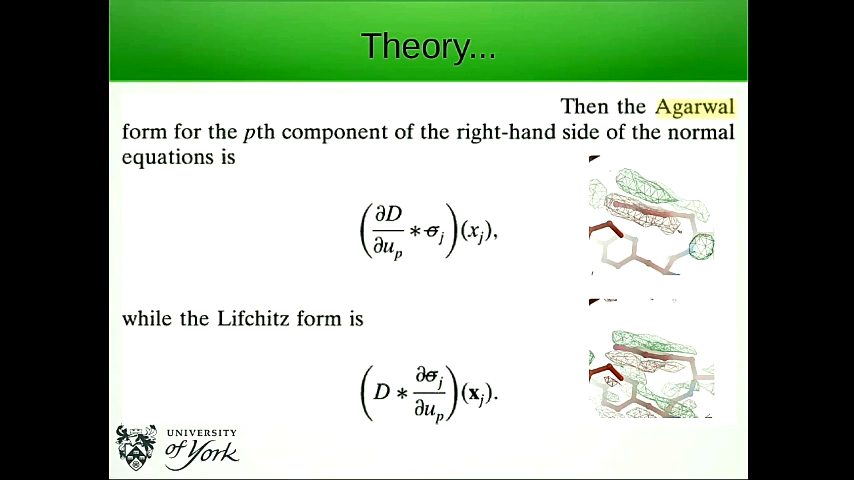 Theory...
Then the Agarwal
form for the pth component of the right-hand side of the normal
equations is
(∂D/∂u_p * σ_j)(x_j),
while the Lifchitz form is
(D * ∂σ_j/∂u_p)(x_j).
UNIVERSITY
of York